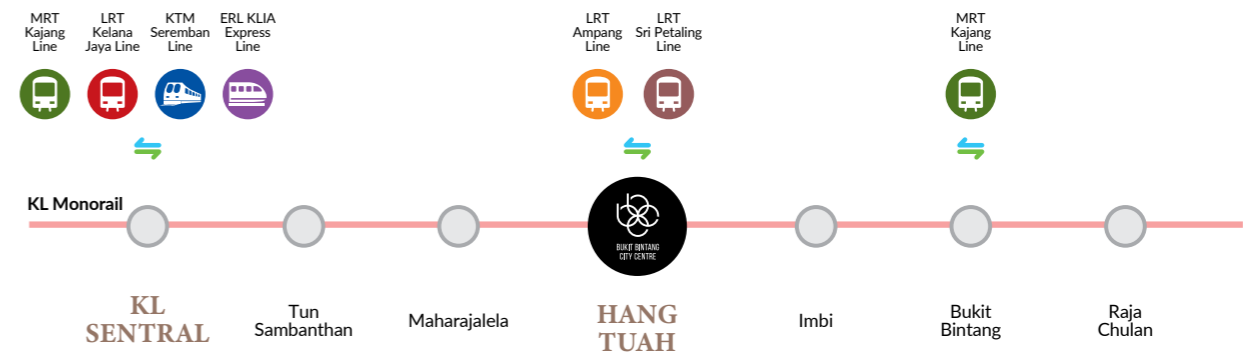 MRT
Kajang
Line
LRT
Kelana
Jaya Line
KTM
Seremban
Line
ERL KLIA
Express
Line
LRT
Ampang
Line
LRT
Sri Petaling
Line
MRT
Kajang
Line
KL Monorail
BUKIT BINTANG
CITY CENTRE
KL
SENTRAL
Tun
Sambanthan
Maharajalela
HANG
TUAH
Imbi
Bukit
Bintang
Raja
Chulan